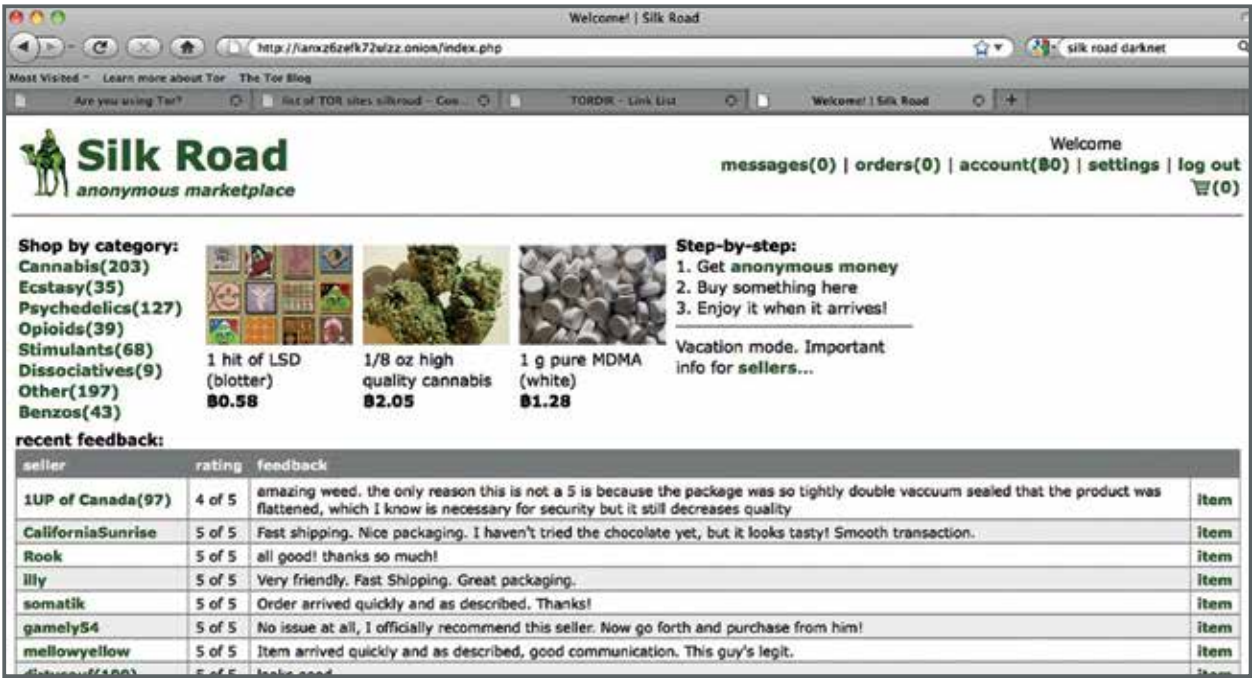 Welcome! | Silk Road
http://ianxz6zefk72ulzz.onion/index.php
silk road darknet
Most Visited
Learn more about Tor
The Tor Blog
Are you using Tor?
list of TOR sites silkroad - Goo...
TORDIR - Link List
Welcome! | Silk Road
Silk Road
anonymous marketplace
Welcome
messages(0) | orders(0) | account(฿0) | settings | log out
(0)
Shop by category:
Cannabis(203)
Ecstasy(35)
Psychedelics(127)
Opioids(39)
Stimulants(68)
Dissociatives(9)
Other(197)
Benzos(43)
1 hit of LSD
(blotter)
฿0.58
1/8 oz high
quality cannabis
฿2.05
1 g pure MDMA
(white)
฿1.28
Step-by-step:
1. Get anonymous money
2. Buy something here
3. Enjoy it when it arrives!
Vacation mode. Important
info for sellers...
recent feedback:
seller rating feedback
1UP of Canada(97) 4 of 5 amazing weed. the only reason this is not a 5 is because the package was so tightly double vaccuum sealed that the product was
flattened, which I know is necessary for security but it still decreases quality item
CaliforniaSunrise 5 of 5 Fast shipping. Nice packaging. I haven't tried the chocolate yet, but it looks tasty! Smooth transaction. item
Rook 5 of 5 all good! thanks so much! item
illy 5 of 5 Very friendly. Fast Shipping. Great packaging. item
somatik 5 of 5 Order arrived quickly and as described. Thanks! item
gamely54 5 of 5 No issue at all, I officially recommend this seller. Now go forth and purchase from him! item
mellowyellow 5 of 5 Item arrived quickly and as described, good communication. This guy's legit. item